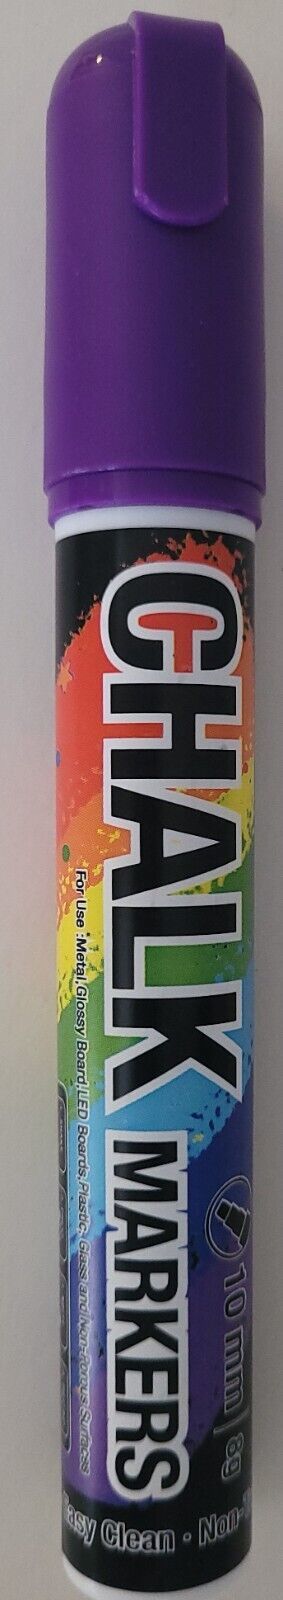 CHALK MARKERS
10 mm/8g
For Use :Metal,Glossy Board,LED Boards,Plastic, Glass and Non-Porous Surfaces
Easy Clean · Non-